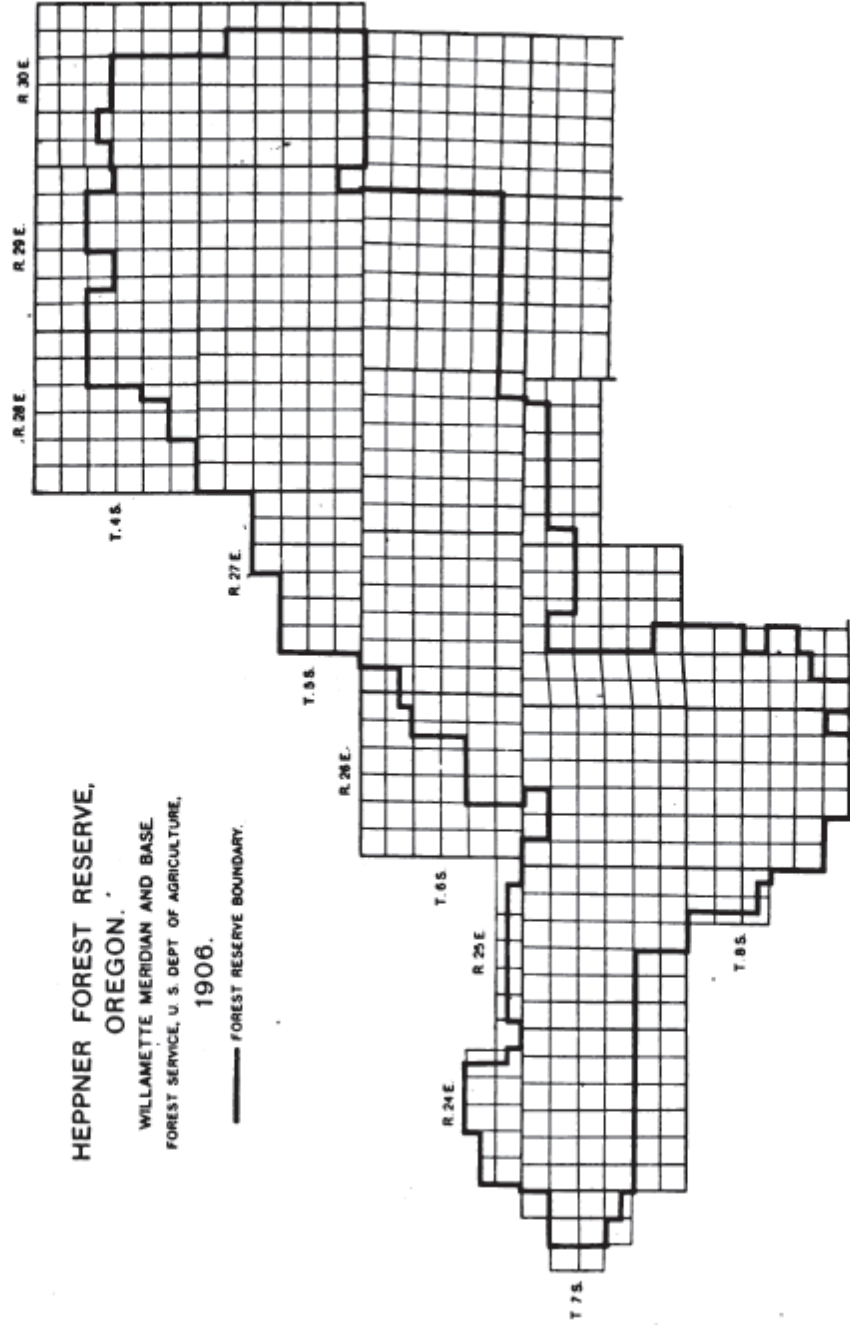 HEPPNER FOREST RESERVE,
OREGON.
WILLAMETTE MERIDIAN AND BASE.
FOREST SERVICE, U. S. DEPT OF AGRICULTURE,
1906.
FOREST RESERVE BOUNDARY.
R. 24 E.
R. 25 E.
R. 26 E.
R. 27 E.
R. 28 E.
R. 29 E.
R. 30 E.
T. 4 S.
T. 5 S.
T. 6 S.
T 7 S.
T. 8 S.